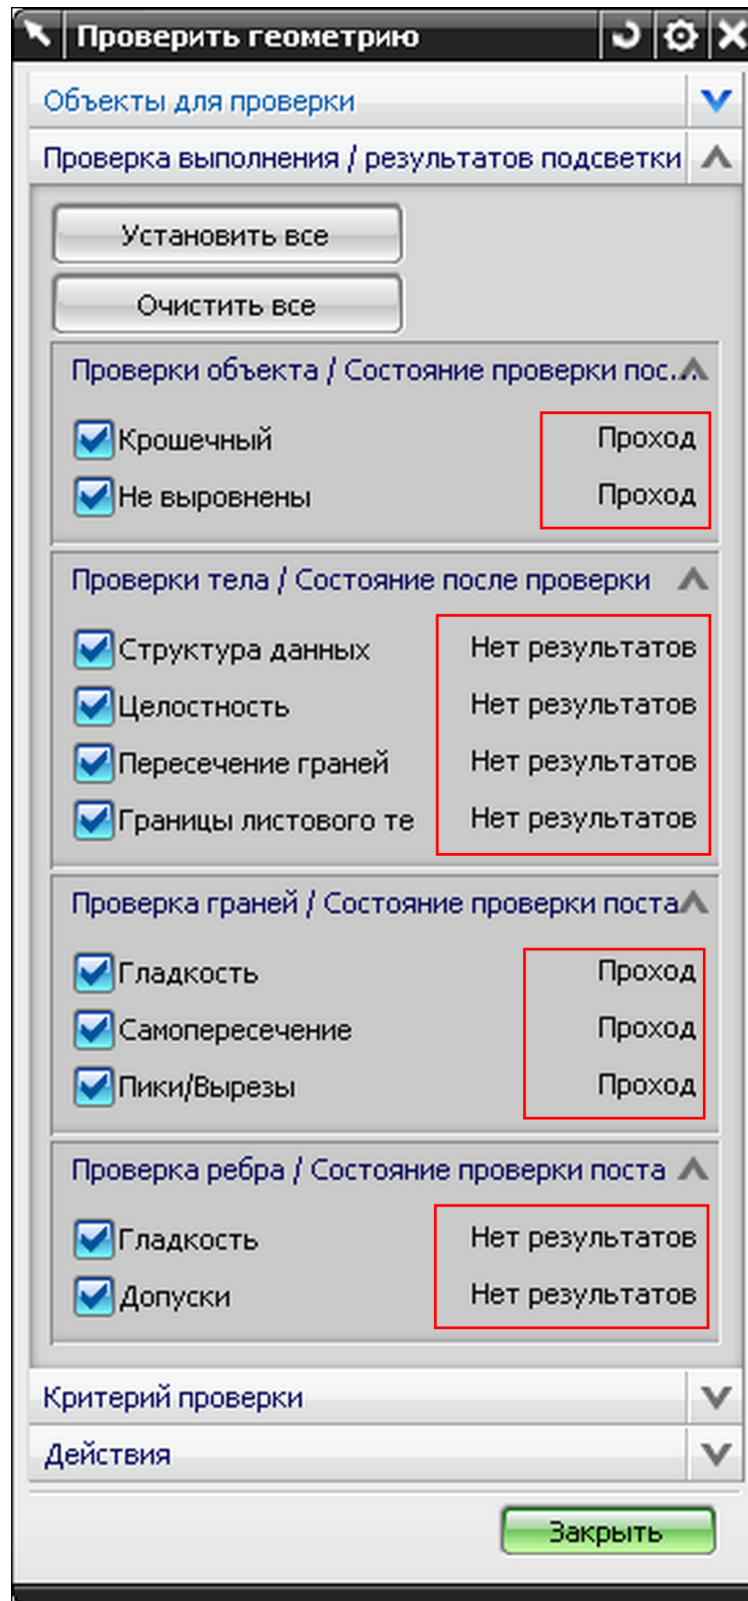 Проверить геометрию
Объекты для проверки
Проверка выполнения / результатов подсветки
Установить все
Очистить все
Проверки объекта / Состояние проверки пос...
Крошечный Проход
Не выровнены Проход
Проверки тела / Состояние после проверки
Структура данных Нет результатов
Целостность Нет результатов
Пересечение граней Нет результатов
Границы листового те Нет результатов
Проверка граней / Состояние проверки поста
Гладкость Проход
Самопересечение Проход
Пики/Вырезы Проход
Проверка ребра / Состояние проверки поста
Гладкость Нет результатов
Допуски Нет результатов
Критерий проверки
Действия
Закрыть